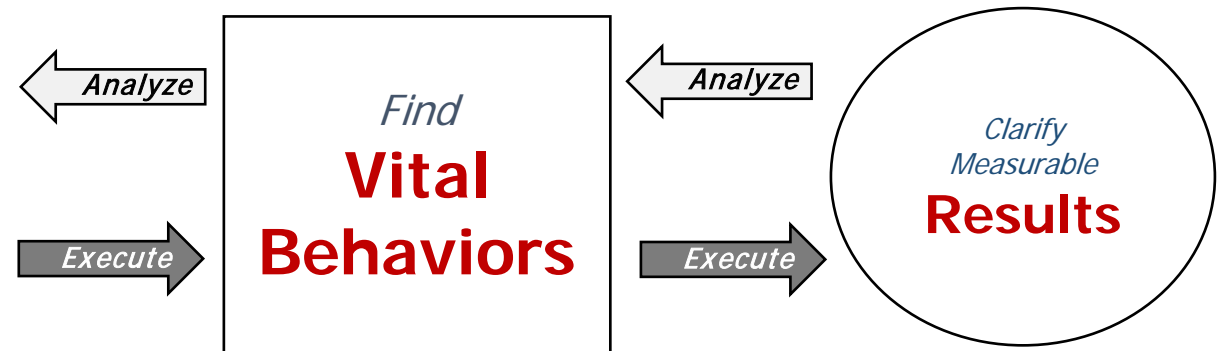 Analyze
Execute
Find
Vital
Behaviors
Analyze
Execute
Clarify
Measurable
Results